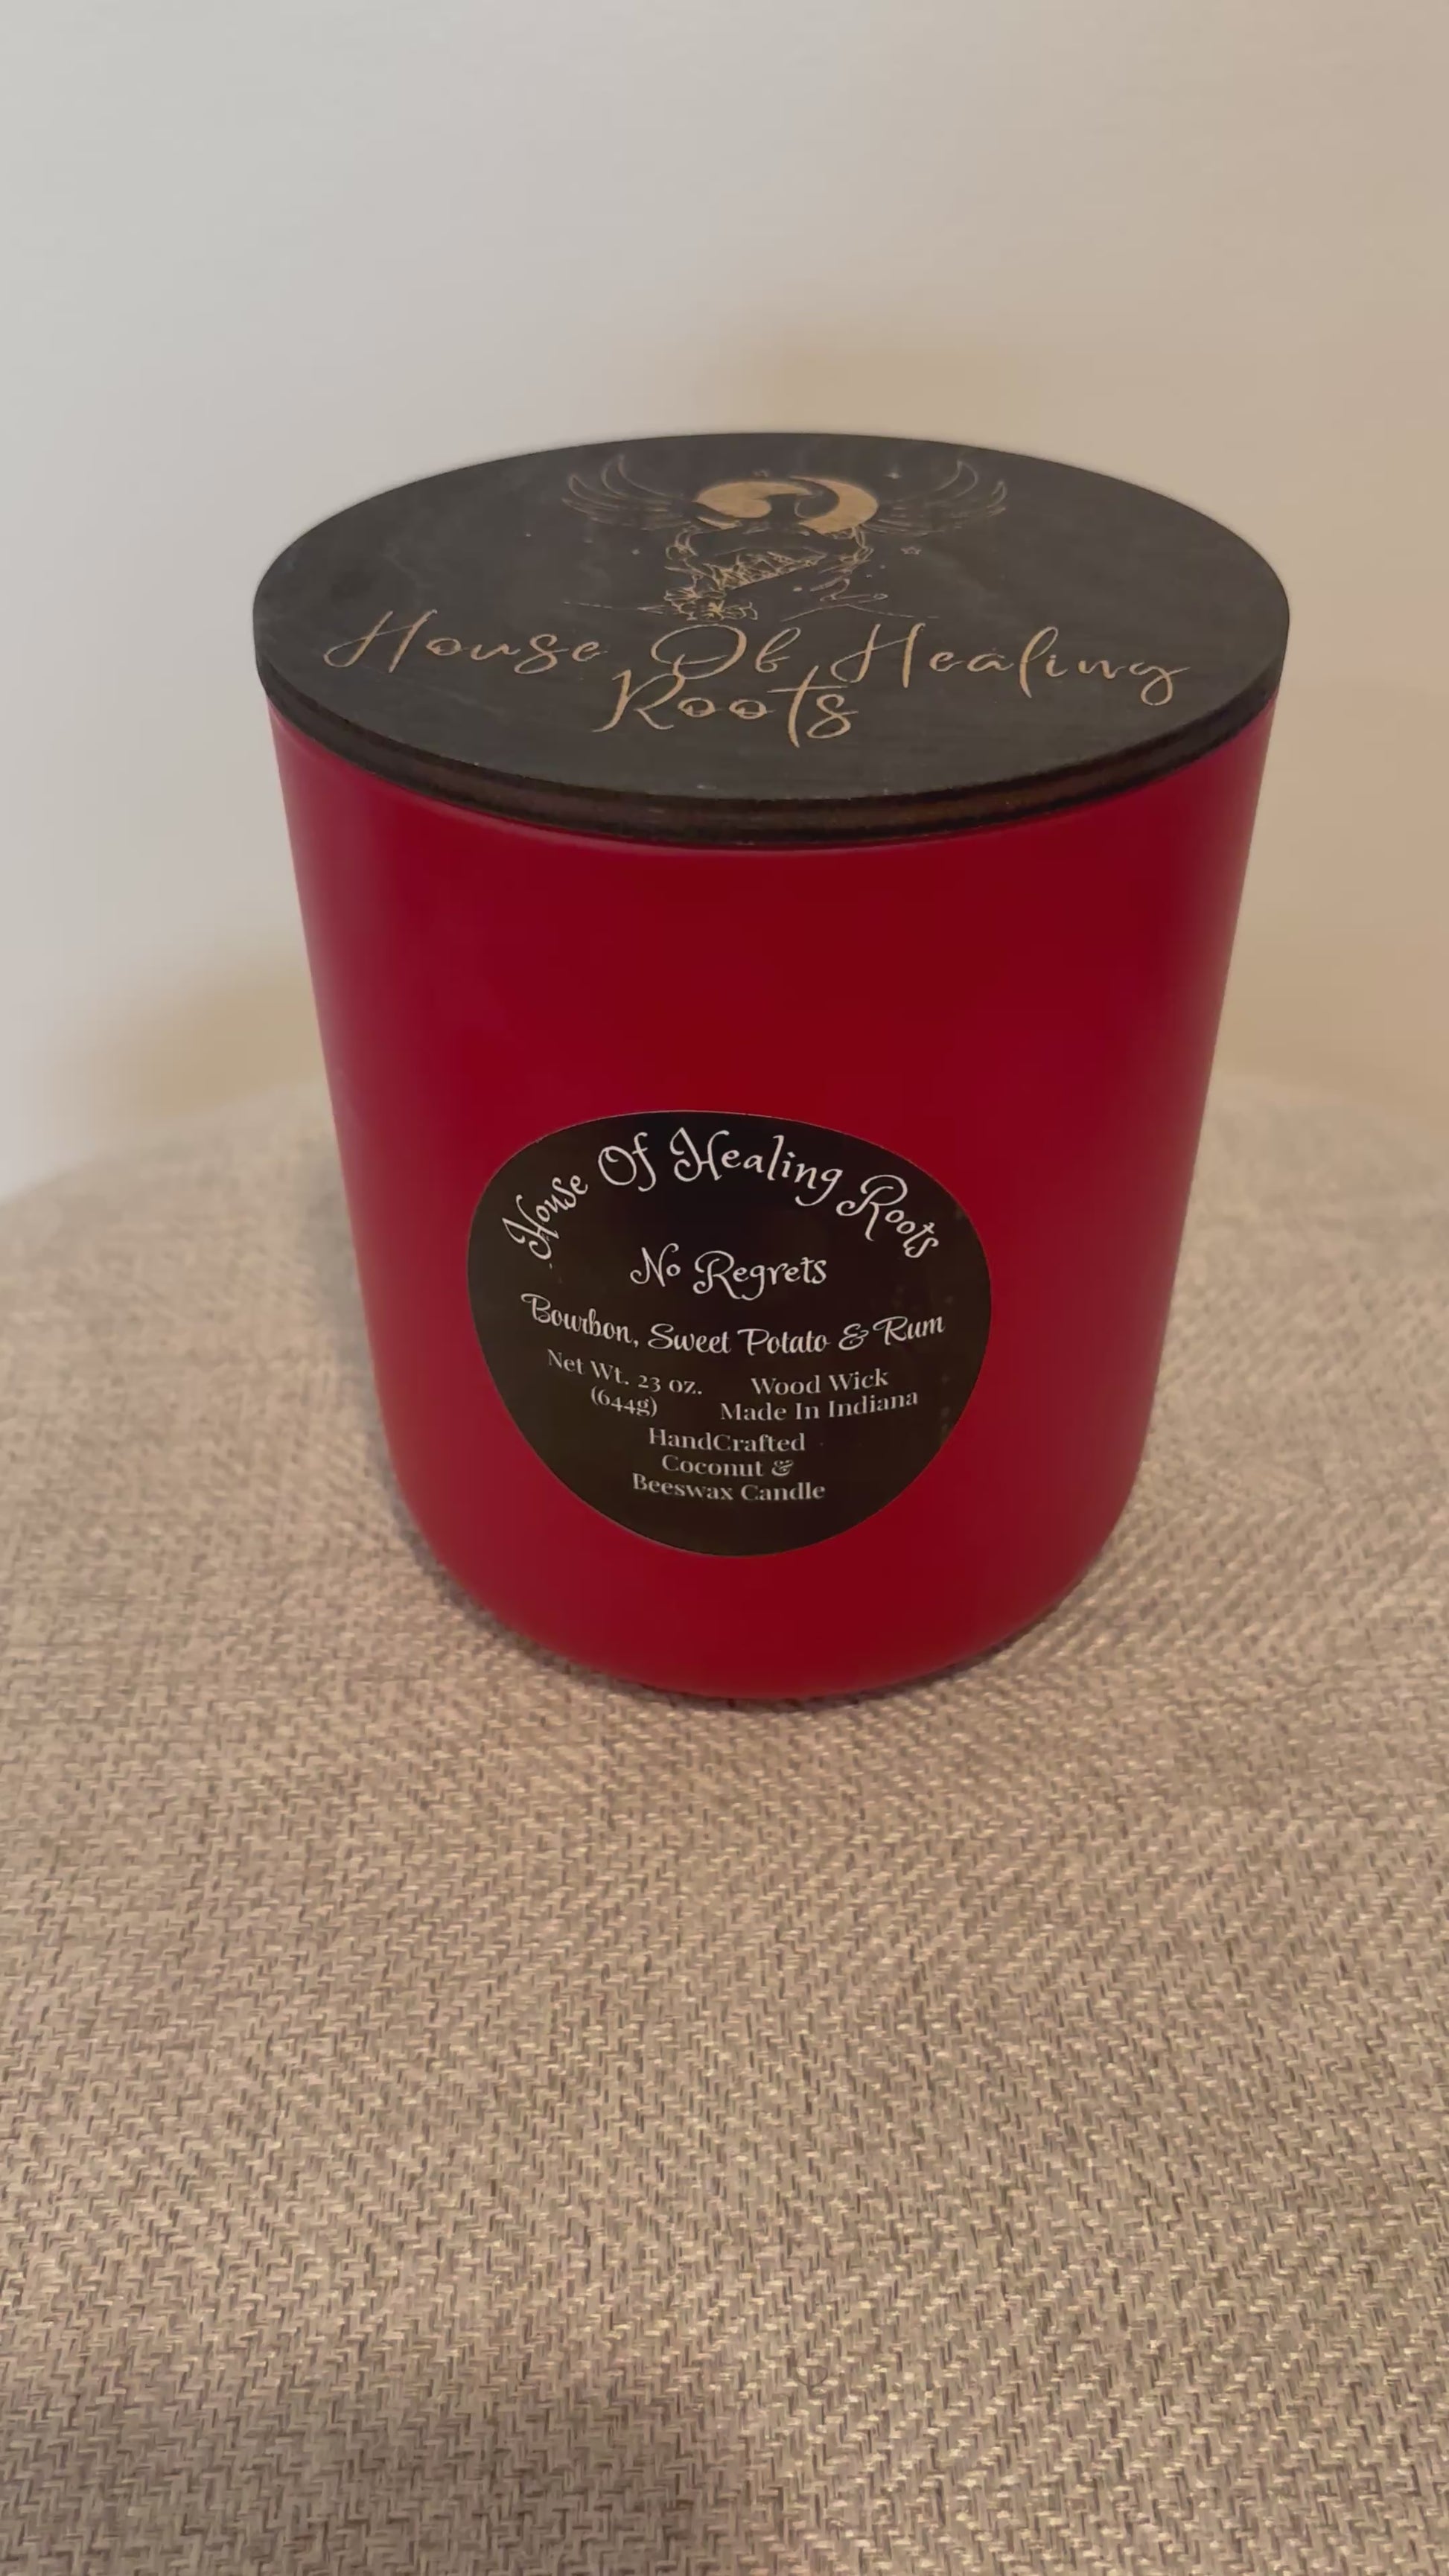 House Of Healing
Roots
House Of Healing Roots
No Regrets
Bourbon, Sweet Potato & Rum
Net Wt. 23 oz.
(644g)
Wood Wick
Made In Indiana
HandCrafted
Coconut &
Beeswax Candle